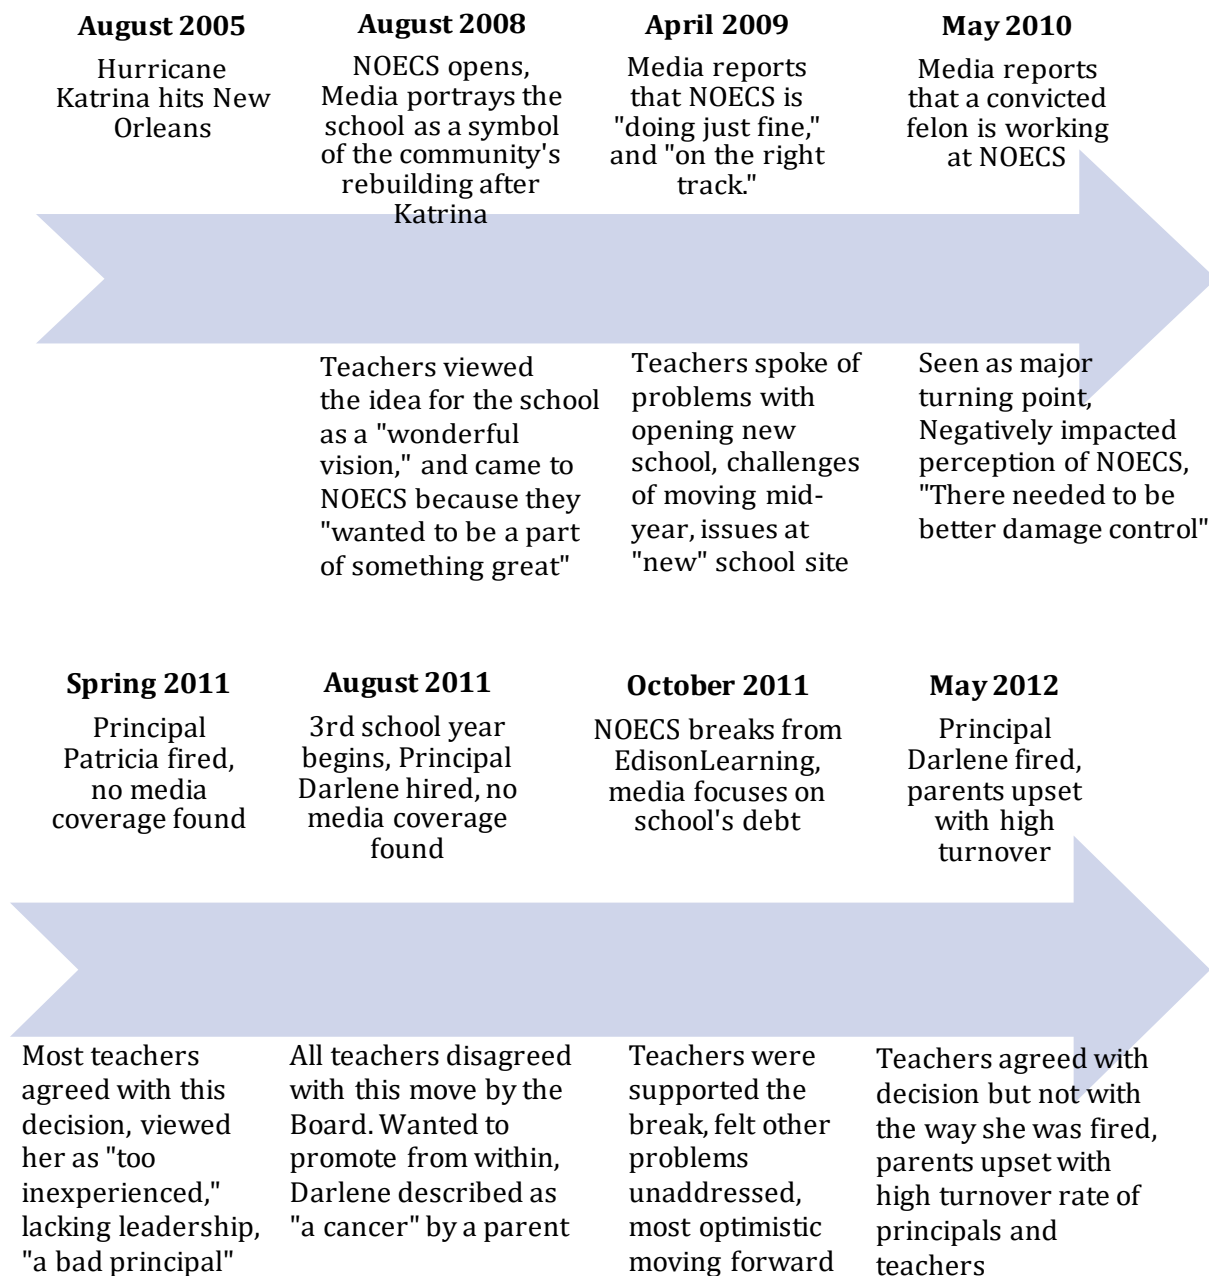 August 2005
Hurricane
Katrina hits New
Orleans
August 2008
NOECS opens,
Media portrays the
school as a symbol
of the community's
rebuilding after
Katrina
April 2009
Media reports
that NOECS is
"doing just fine,"
and "on the right
track."
May 2010
Media reports
that a convicted
felon is working
at NOECS
Teachers viewed
the idea for the school
as a "wonderful
vision," and came to
NOECS because they
"wanted to be a part
of something great"
Teachers spoke of
problems with
opening new
school, challenges
of moving mid-
year, issues at
"new" school site
Seen as major
turning point,
Negatively impacted
perception of NOECS,
"There needed to be
better damage control"
Spring 2011
Principal
Patricia fired,
no media
coverage found
August 2011
3rd school year
begins, Principal
Darlene hired, no
media coverage
found
October 2011
NOECS breaks from
EdisonLearning,
media focuses on
school's debt
May 2012
Principal
Darlene fired,
parents upset
with high
turnover
Most teachers
agreed with this
decision, viewed
her as "too
inexperienced,"
lacking leadership,
"a bad principal"
All teachers disagreed
with this move by the
Board. Wanted to
promote from within,
Darlene described as
"a cancer" by a parent
Teachers were
supported the
break, felt other
problems
unaddressed,
most optimistic
moving forward
Teachers agreed with
decision but not with
the way she was fired,
parents upset with
high turnover rate of
principals and
teachers